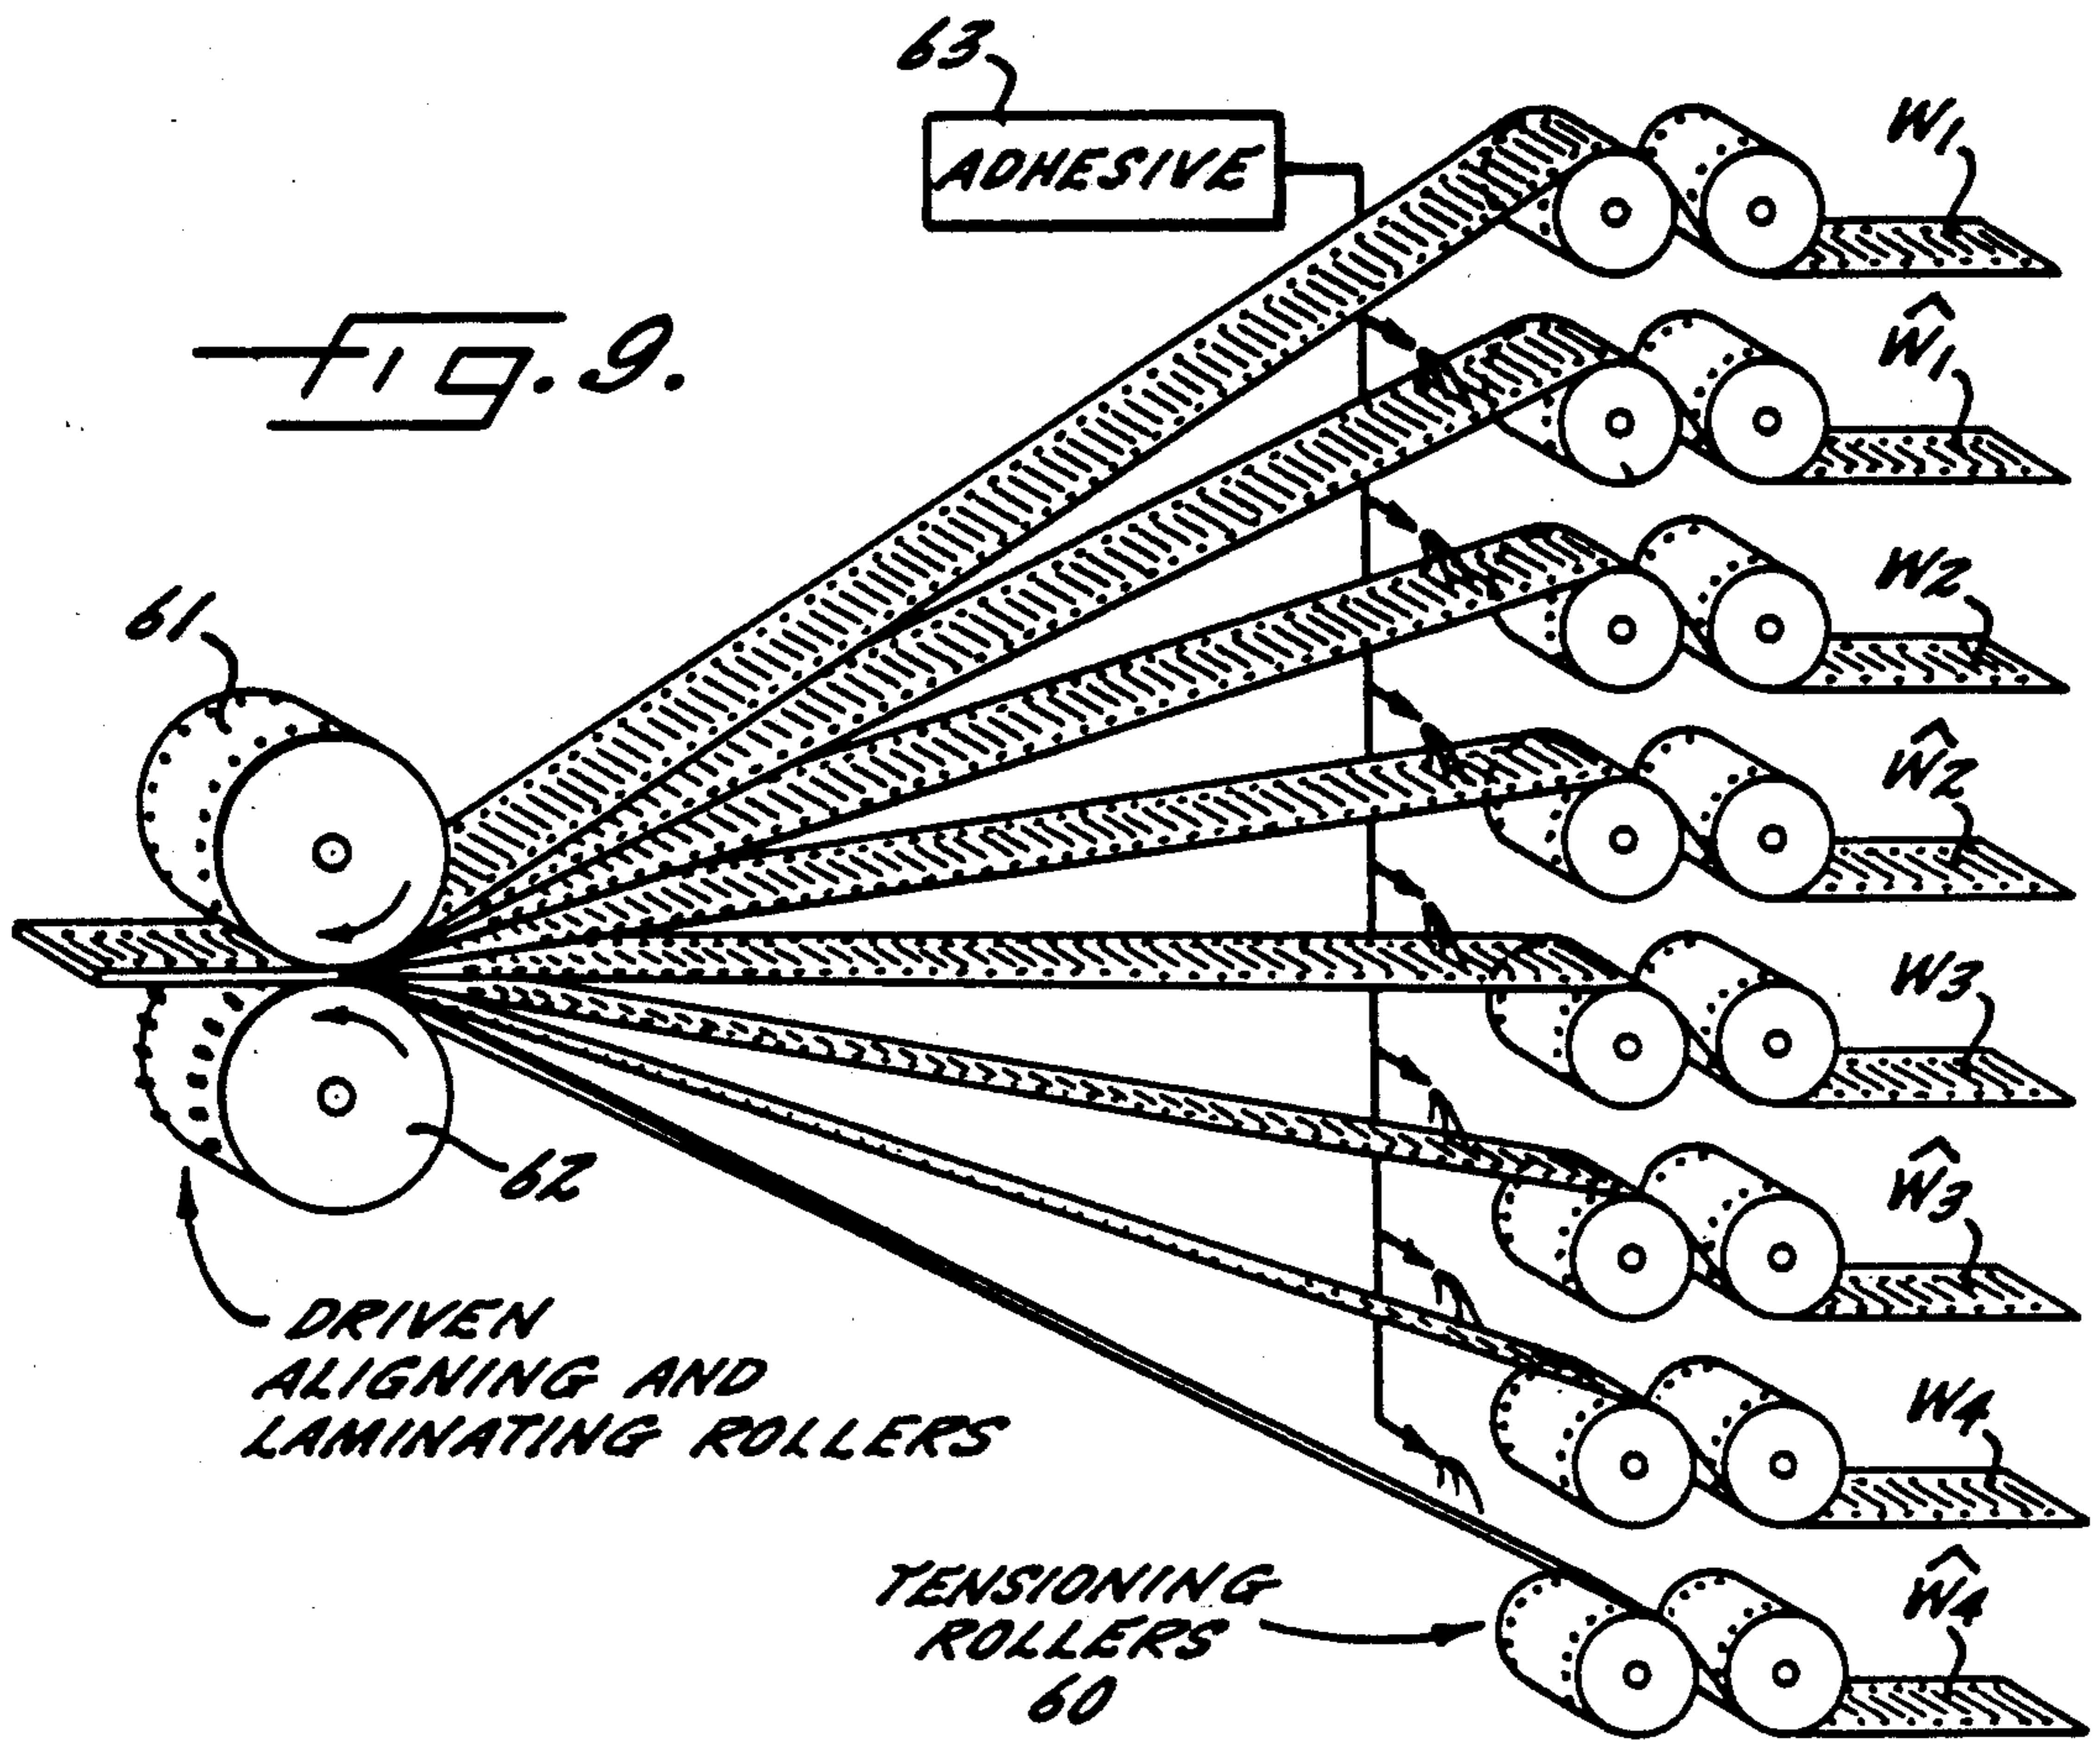 63
ADHESIVE
W1
Ŵ1
Fig. 9.
W2
61
Ŵ2
W3
62
Ŵ3
DRIVEN
ALIGNING AND
LAMINATING ROLLERS
W4
TENSIONING
ROLLERS
60
Ŵ4